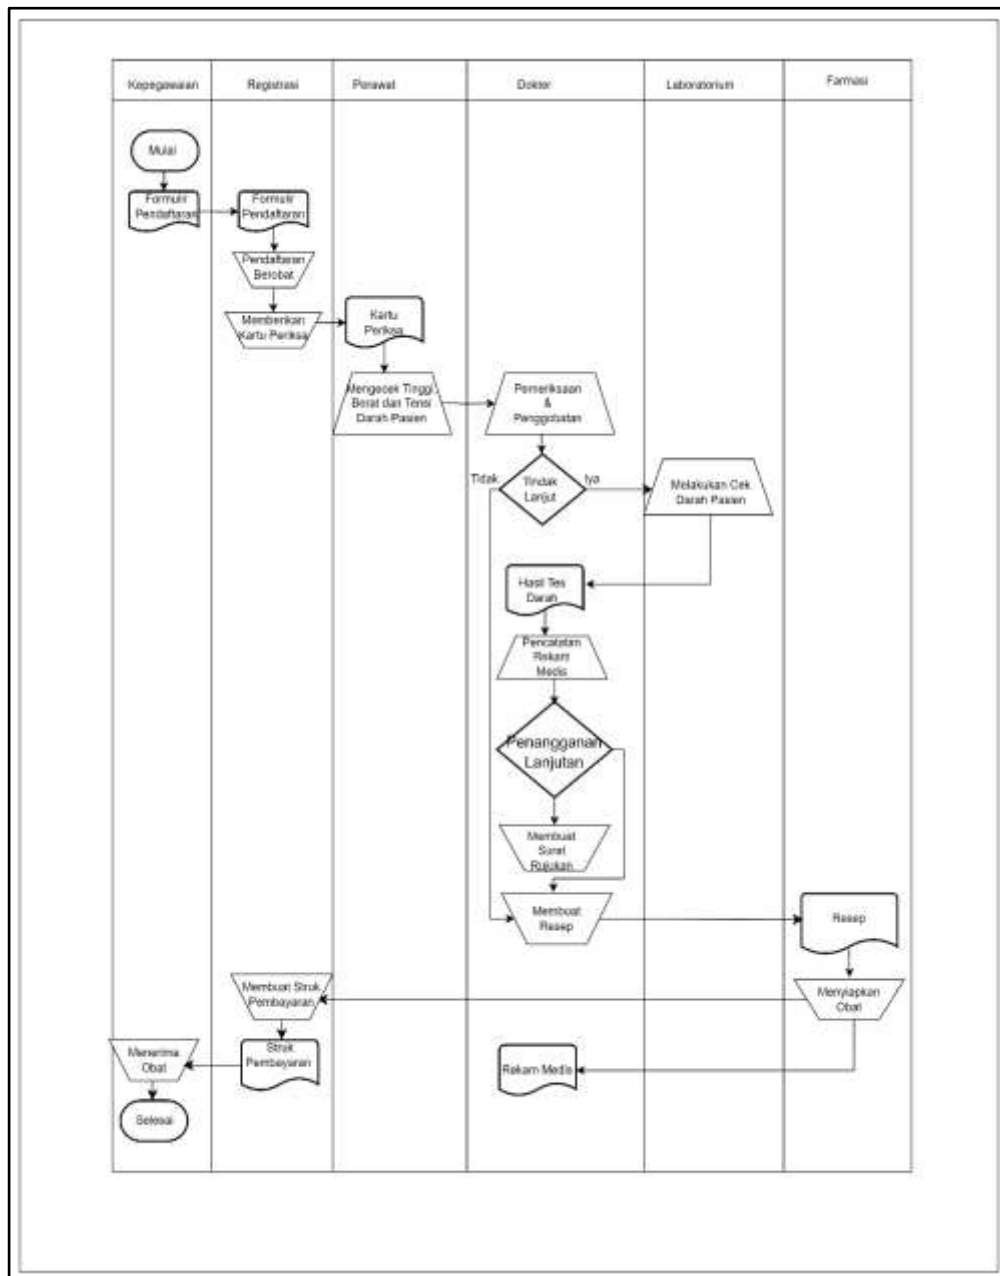 Kepegawaian
Registrasi
Perawat
Dokter
Laboratorium
Farmasi
Mulai
Formulir
Pendaftaran
Formulir
Pendaftaran
Pendaftaran
Berobat
Memberikan
Kartu Periksa
Kartu
Periksa
Mengecek Tinggi,
Berat dan Tensi
Darah Pasien
Pemeriksaan
&
Penggobatan
Tidak
Tindak
Lanjut
Iya
Melakukan Cek
Darah Pasien
Hasil Tes
Darah
Pencatatan
Rekam
Medis
Penangganan
Lanjutan
Membuat
Surat
Rujukan
Membuat
Resep
Resep
Menyiapkan
Obat
Membuat Struk
Pembayaran
Struk
Pembayaran
Menerima
Obat
Rekam Medis
Selesai